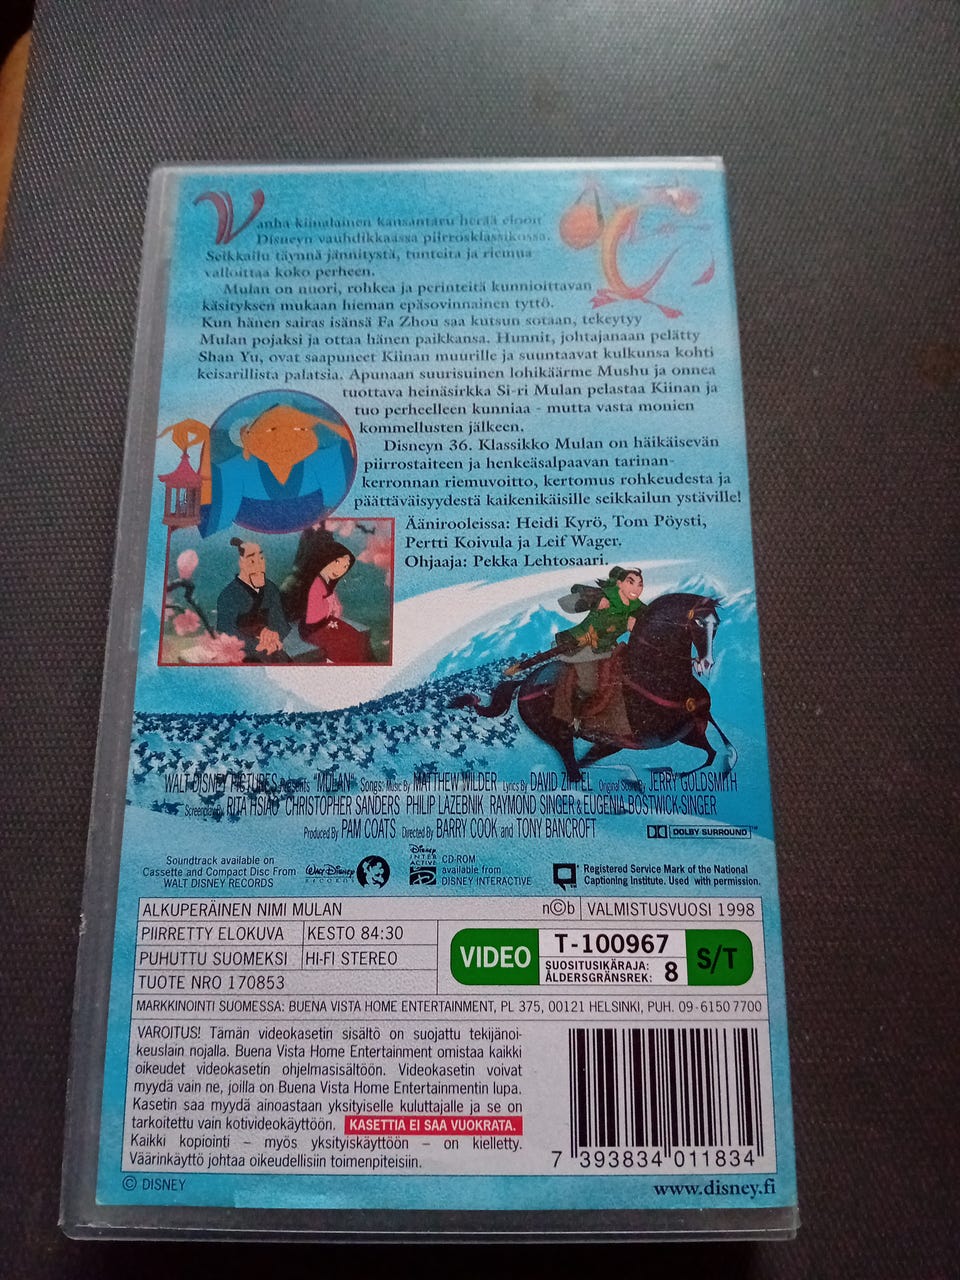 Vanha kiinalainen kansantaru herää eloon
Disneyn vauhdikkaassa piirrosklassikossa.
Seikkailu täynnä jännitystä, tunteita ja riemua
valloittaa koko perheen.
Mulan on nuori, rohkea ja perinteitä kunnioittavan
käsityksen mukaan hieman epäsovinnainen tyttö.
Kun hänen sairas isänsä Fa Zhou saa kutsun sotaan, tekeytyy
Mulan pojaksi ja ottaa hänen paikkansa. Hunnit, johtajanaan pelätty
Shan Yu, ovat saapuneet Kiinan muurille ja suuntaavat kulkunsa kohti
keisarillista palatsia. Apunaan suurisuinen lohikäärme Mushu ja onnea
tuottava heinäsirkka Si-ri Mulan pelastaa Kiinan ja
tuo perheelleen kunniaa - mutta vasta monien
kommellusten jälkeen.
Disneyn 36. Klassikko Mulan on häikäisevän
piirrostaiteen ja henkeäsalpaavan tarinan-
kerronnan riemuvoitto, kertomus rohkeudesta ja
päättäväisyydestä kaikenikäisille seikkailun ystäville!
Äänirooleissa: Heidi Kyrö, Tom Pöysti,
Pertti Koivula ja Leif Wager.
Ohjaaja: Pekka Lehtosaari.
WALT DISNEY PICTURES Presents "MULAN" Songs: Music By MATTHEW WILDER Lyrics By DAVID ZIPPEL Original Score By JERRY GOLDSMITH
Screenplay By RITA HSIAO CHRISTOPHER SANDERS PHILIP LAZEBNIK RAYMOND SINGER & EUGENIA BOSTWICK-SINGER
Produced By PAM COATS Directed By BARRY COOK and TONY BANCROFT
DOLBY SURROUND™
Soundtrack available on
Cassette and Compact Disc From
WALT DISNEY RECORDS
Walt Disney
RECORDS
Disney
INTER
ACTIVE
CD-ROM
available from
DISNEY INTERACTIVE
Registered Service Mark of the National
Captioning Institute. Used with permission.
ALKUPERÄINEN NIMI MULAN
n©b VALMISTUSVUOSI 1998
PIIRRETTY ELOKUVA KESTO 84:30
PUHUTTU SUOMEKSI HI-FI STEREO
TUOTE NRO 170853
VIDEO T-100967 S/T
SUOSITUSIKÄRAJA:
ÅLDERSGRÄNSREK: 8
MARKKINOINTI SUOMESSA: BUENA VISTA HOME ENTERTAINMENT, PL 375, 00121 HELSINKI, PUH. 09-6150 7700
VAROITUS! Tämän videokasetin sisältö on suojattu tekijänoi-
keuslain nojalla. Buena Vista Home Entertainment omistaa kaikki
oikeudet videokasetin ohjelmasisältöön. Videokasetin voivat
myydä vain ne, joilla on Buena Vista Home Entertainmentin lupa.
Kasetin saa myydä ainoastaan yksityiselle kuluttajalle ja se on
tarkoitettu vain kotivideokäyttöön. KASETTIA EI SAA VUOKRATA.
Kaikki kopiointi – myös yksityiskäyttöön – on kielletty.
Väärinkäyttö johtaa oikeudellisiin toimenpiteisiin.
7 393834 011834
© DISNEY
www.disney.fi